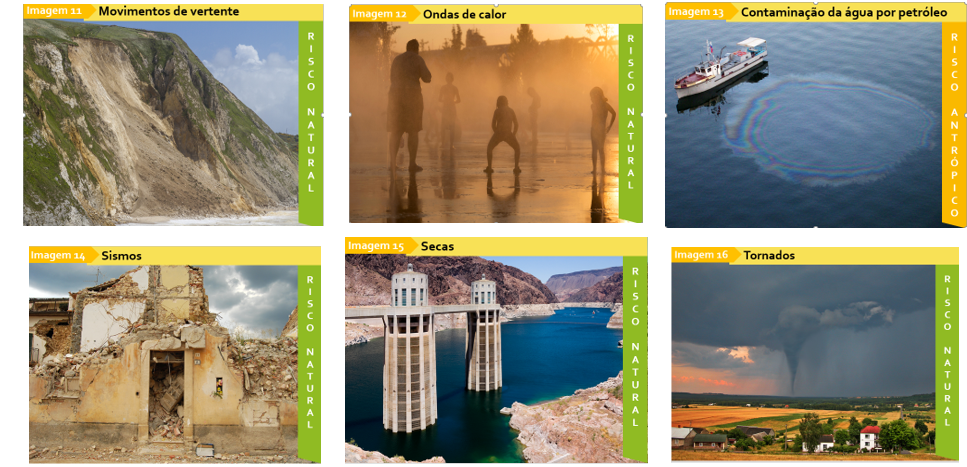 Imagem 11 Movimentos de vertente
RISCO NATURAL
Imagem 12 Ondas de calor
RISCO NATURAL
Imagem 13 Contaminação da água por petróleo
RISCO ANTRÓPICO
Imagem 14 Sismos
RISCO NATURAL
Imagem 15 Secas
RISCO NATURAL
Imagem 16 Tornados
RISCO NATURAL